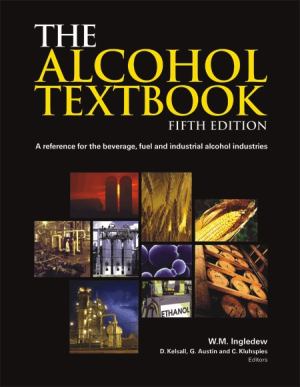 THE
ALCOHOL
TEXTBOOK
FIFTH EDITION
A reference for the beverage, fuel and industrial alcohol industries
ETHANOL
W.M. Ingledew
D. Kelsall, G. Austin and C. Kluhspies
Editors